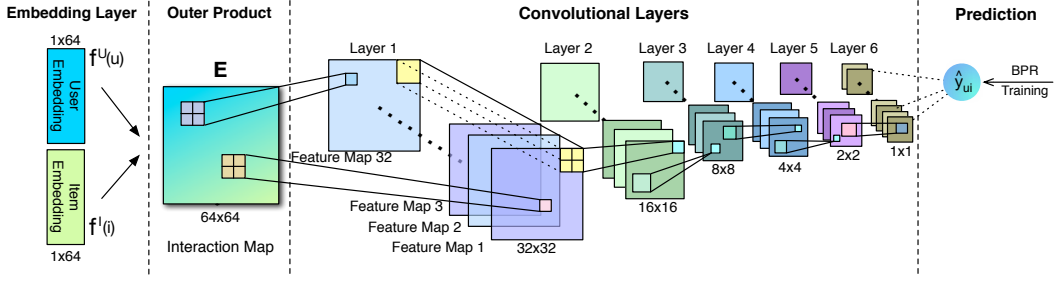 Embedding Layer
Outer Product
Convolutional Layers
Prediction
1x64
f^U(u)
User
Embedding
Item
Embedding
f^I(i)
1x64
E
64x64
Interaction Map
Layer 1
Feature Map 32
Feature Map 3
Feature Map 2
Feature Map 1
32x32
Layer 2
16x16
Layer 3
8x8
Layer 4
4x4
Layer 5
2x2
Layer 6
1x1
ŷ_ui
BPR
Training